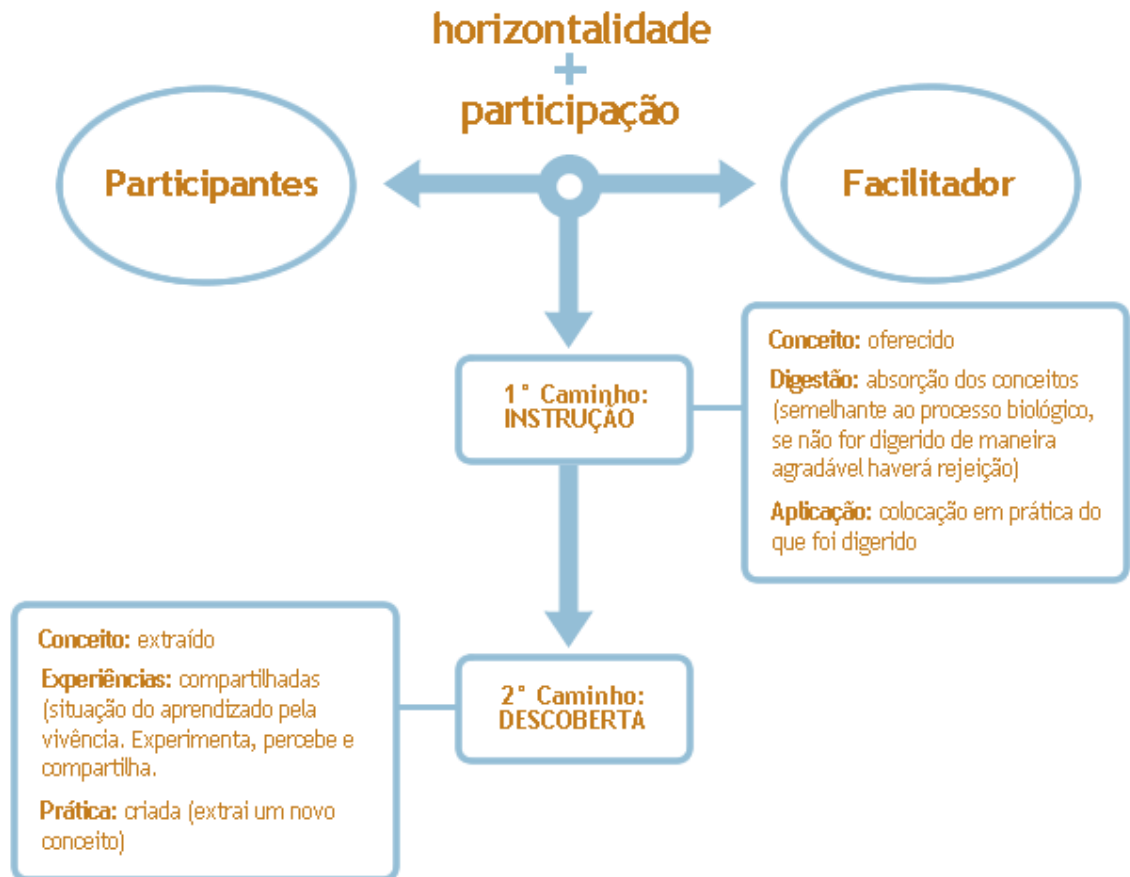 horizontalidade
+
participação
Participantes
Facilitador
1° Caminho:
INSTRUÇÃO
Conceito: oferecido
Digestão: absorção dos conceitos
(semelhante ao processo biológico,
se não for digerido de maneira
agradável haverá rejeição)
Aplicação: colocação em prática do
que foi digerido
2° Caminho:
DESCOBERTA
Conceito: extraído
Experiências: compartilhadas
(situação do aprendizado pela
vivência. Experimenta, percebe e
compartilha.
Prática: criada (extrai um novo
conceito)